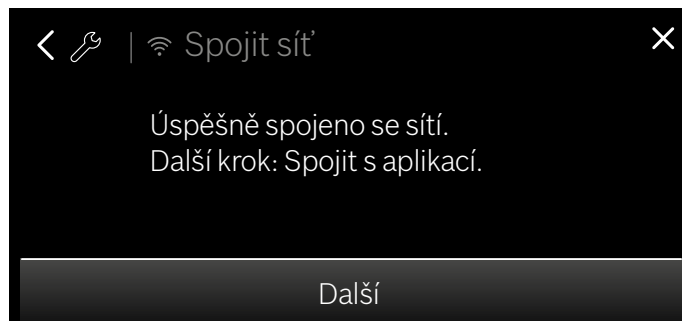 Spojit síť
Úspěšně spojeno se sítí.
Další krok: Spojit s aplikací.
Další